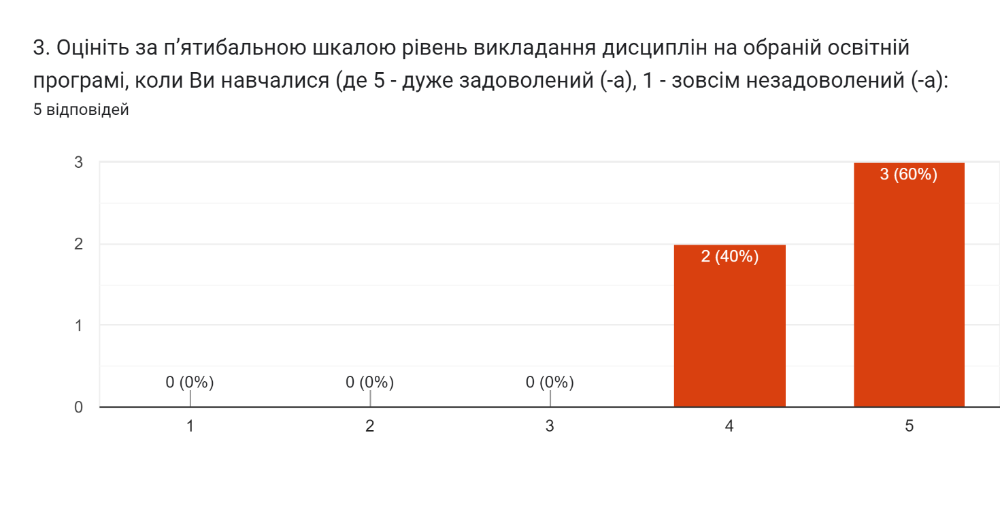 3. Оцініть за п’ятибальною шкалою рівень викладання дисциплін на обраній освітній
програмі, коли Ви навчалися (де 5 - дуже задоволений (-а), 1 - зовсім незадоволений (-а):
5 відповідей
3
3 (60%)
2
2 (40%)
1
0 (0%) 0 (0%) 0 (0%)
0
1 2 3 4 5